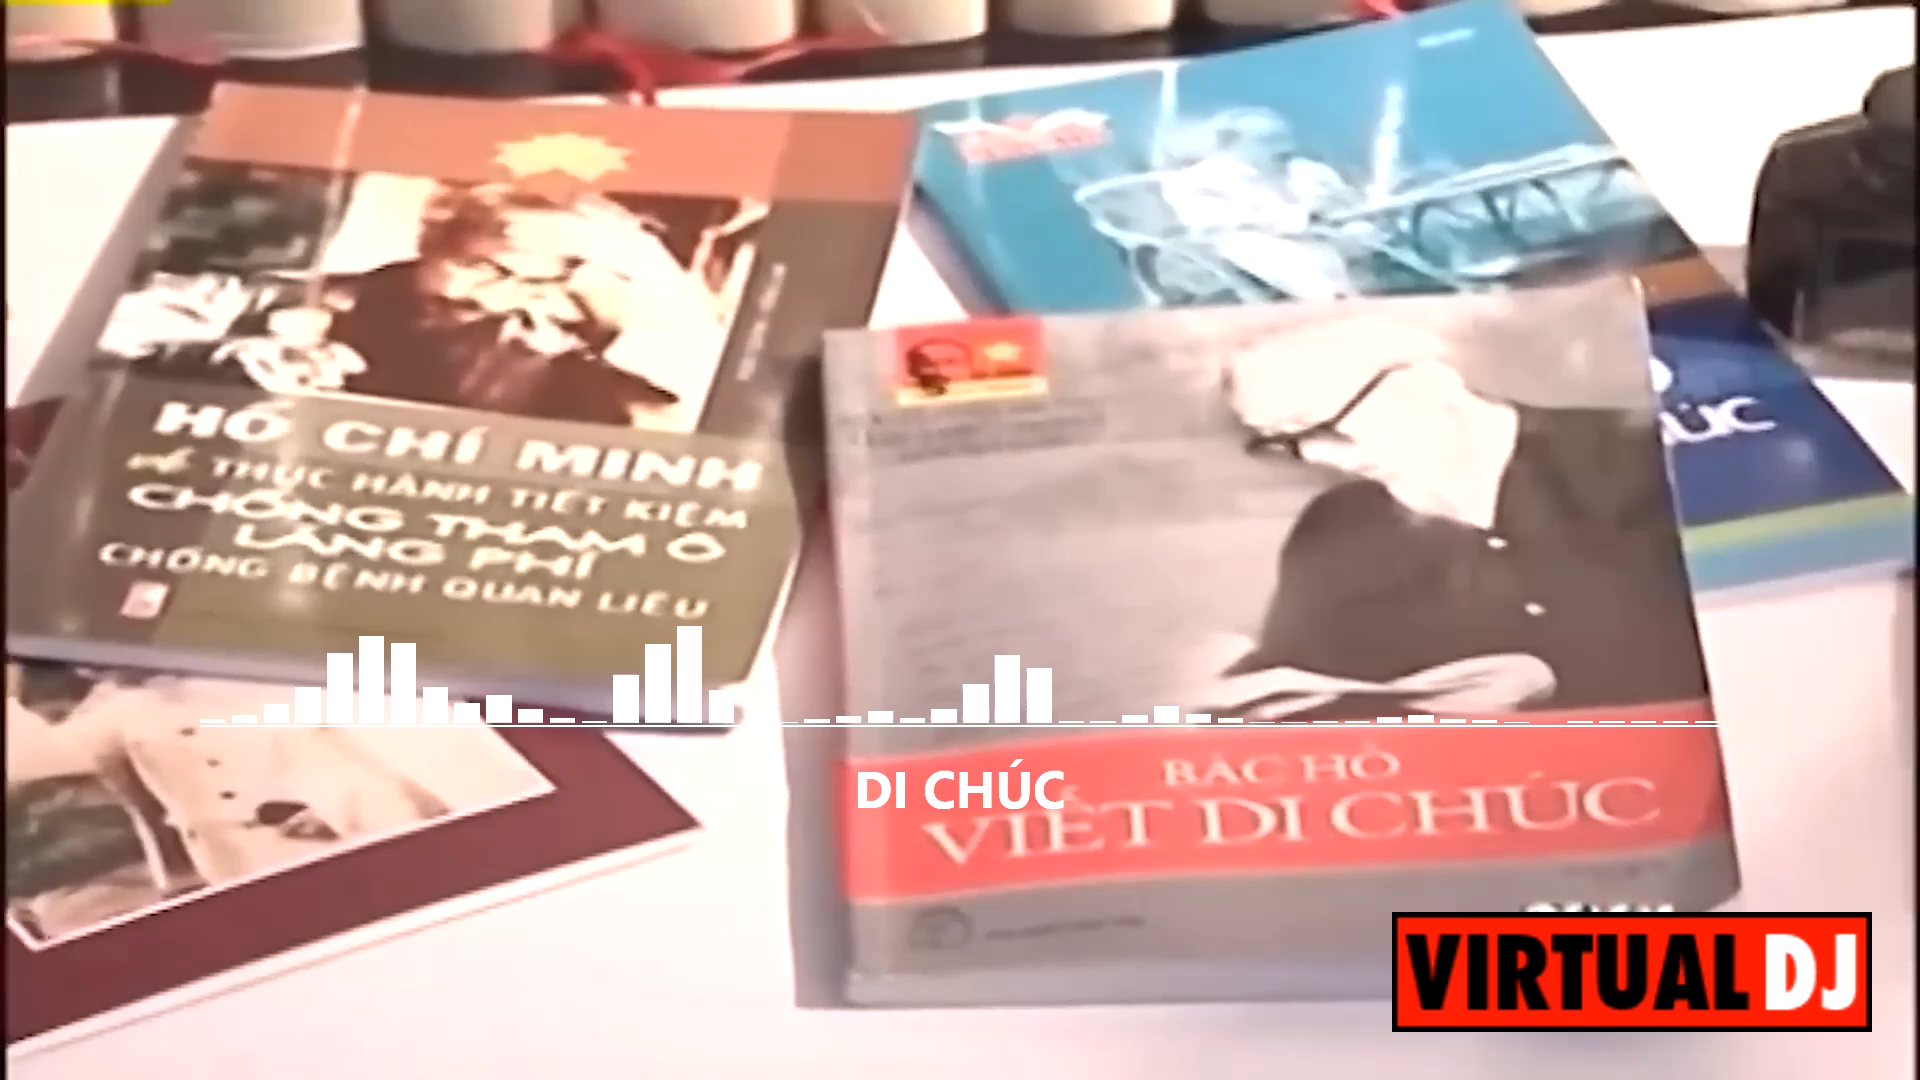 HỒ CHÍ MINH
về THỰC HÀNH TIẾT KIỆM
CHỐNG THAM Ô
LÃNG PHÍ
CHỐNG BỆNH QUAN LIÊU
ÚC
BÁC HỒ
VIẾT DI CHÚC
DI CHÚC
VIRTUAL DJ